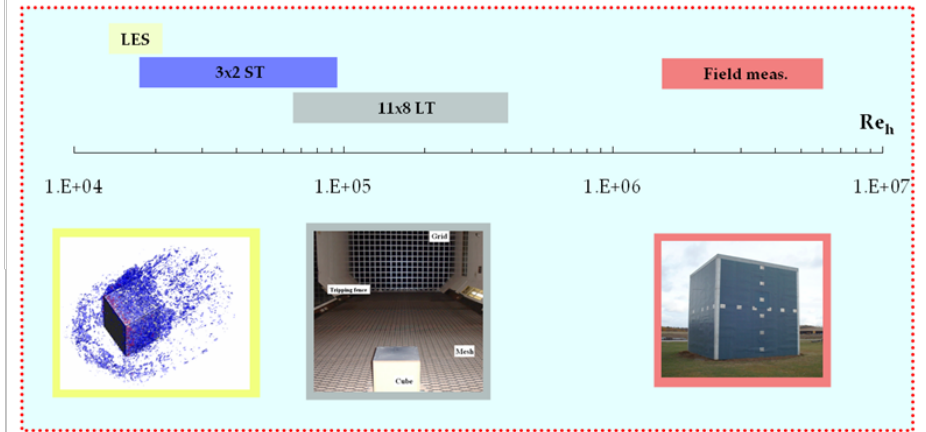 LES
3x2 ST
Field meas.
11x8 LT
Reh
1.E+04
1.E+05
1.E+06
1.E+07
Grid
Tripping fence
Mesh
Cube